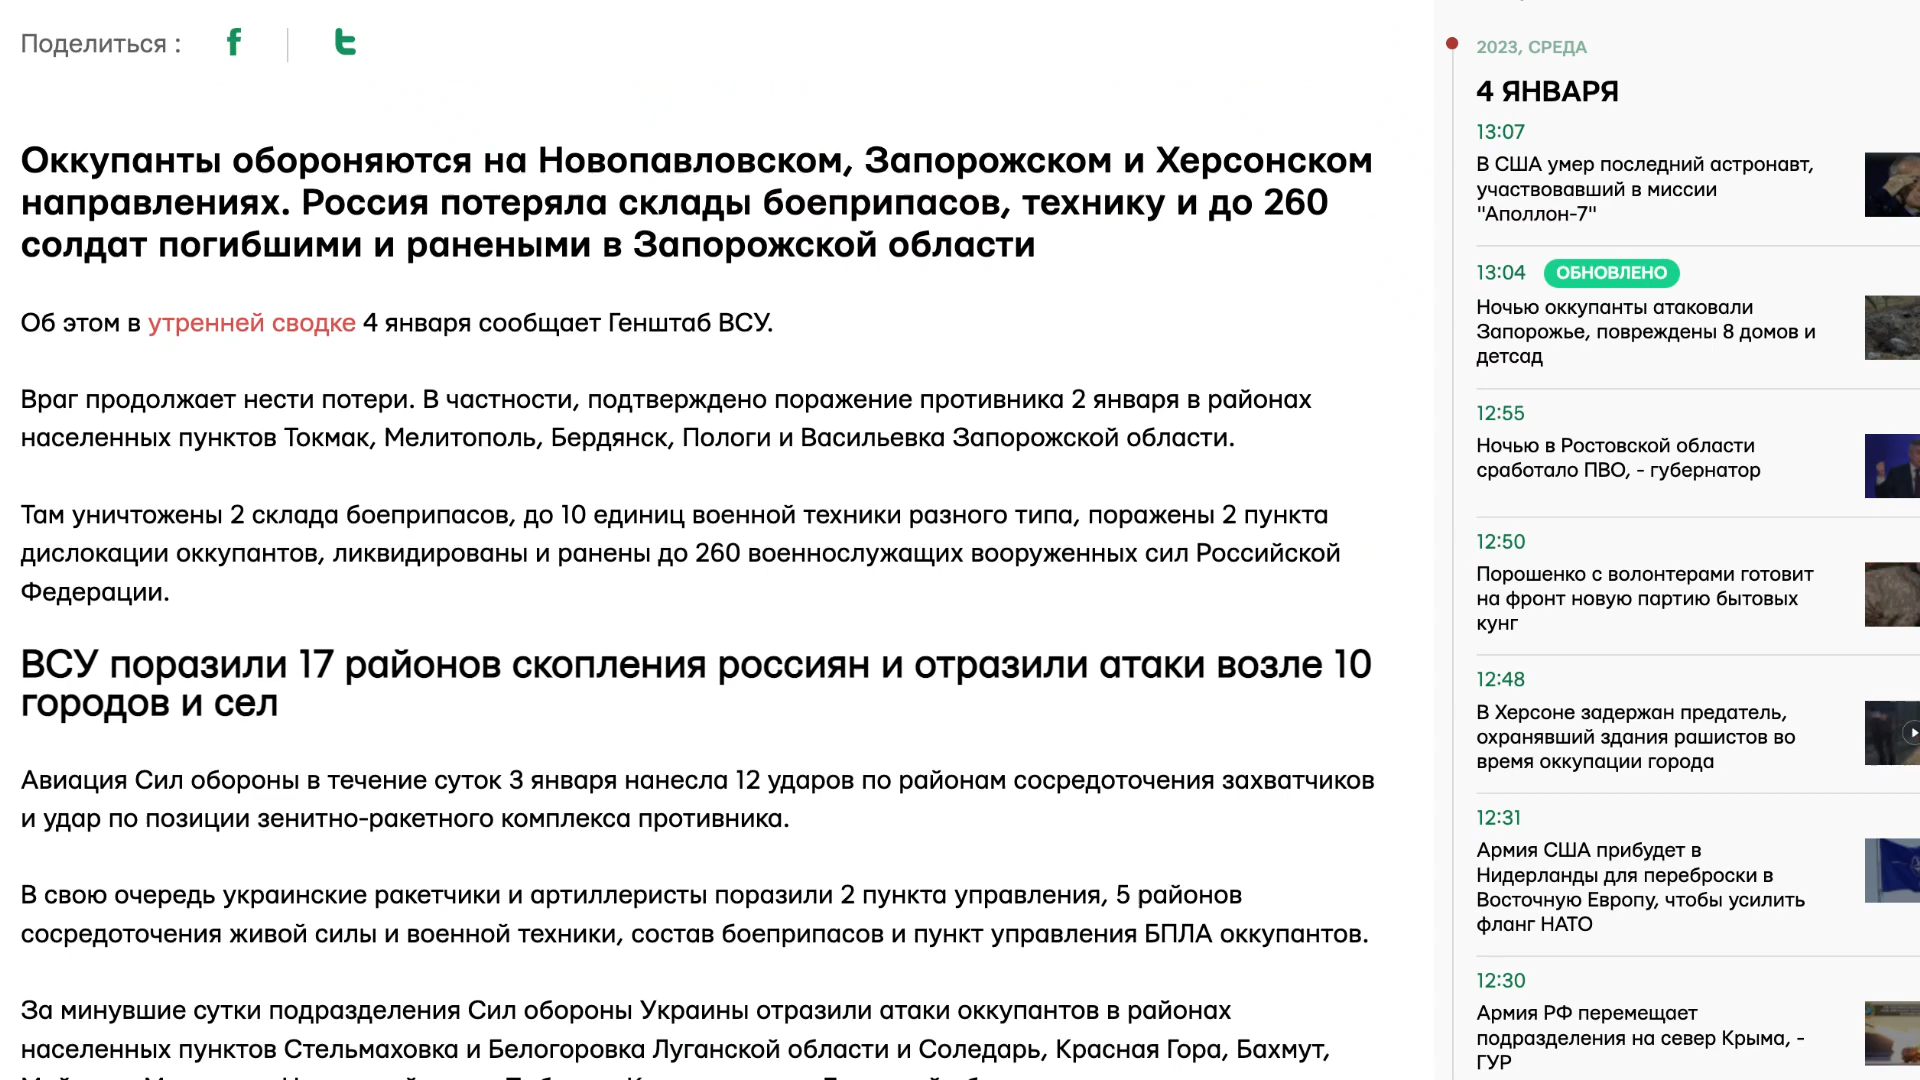 Поделиться :
Оккупанты обороняются на Новопавловском, Запорожском и Херсонском
направлениях. Россия потеряла склады боеприпасов, технику и до 260
солдат погибшими и ранеными в Запорожской области
Об этом в утренней сводке 4 января сообщает Генштаб ВСУ.
Враг продолжает нести потери. В частности, подтверждено поражение противника 2 января в районах
населенных пунктов Токмак, Мелитополь, Бердянск, Пологи и Васильевка Запорожской области.
Там уничтожены 2 склада боеприпасов, до 10 единиц военной техники разного типа, поражены 2 пункта
дислокации оккупантов, ликвидированы и ранены до 260 военнослужащих вооруженных сил Российской
Федерации.
ВСУ поразили 17 районов скопления россиян и отразили атаки возле 10
городов и сел
Авиация Сил обороны в течение суток 3 января нанесла 12 ударов по районам сосредоточения захватчиков
и удар по позиции зенитно-ракетного комплекса противника.
В свою очередь украинские ракетчики и артиллеристы поразили 2 пункта управления, 5 районов
сосредоточения живой силы и военной техники, состав боеприпасов и пункт управления БПЛА оккупантов.
За минувшие сутки подразделения Сил обороны Украины отразили атаки оккупантов в районах
населенных пунктов Стельмаховка и Белогоровка Луганской области и Соледарь, Красная Гора, Бахмут,
2023, СРЕДА
4 ЯНВАРЯ
13:07
В США умер последний астронавт,
участвовавший в миссии
"Аполлон-7"
13:04 ОБНОВЛЕНО
Ночью оккупанты атаковали
Запорожье, повреждены 8 домов и
детсад
12:55
Ночью в Ростовской области
сработало ПВО, - губернатор
12:50
Порошенко с волонтерами готовит
на фронт новую партию бытовых
кунг
12:48
В Херсоне задержан предатель,
охранявший здания рашистов во
время оккупации города
12:31
Армия США прибудет в
Нидерланды для переброски в
Восточную Европу, чтобы усилить
фланг НАТО
12:30
Армия РФ перемещает
подразделения на север Крыма, -
ГУР